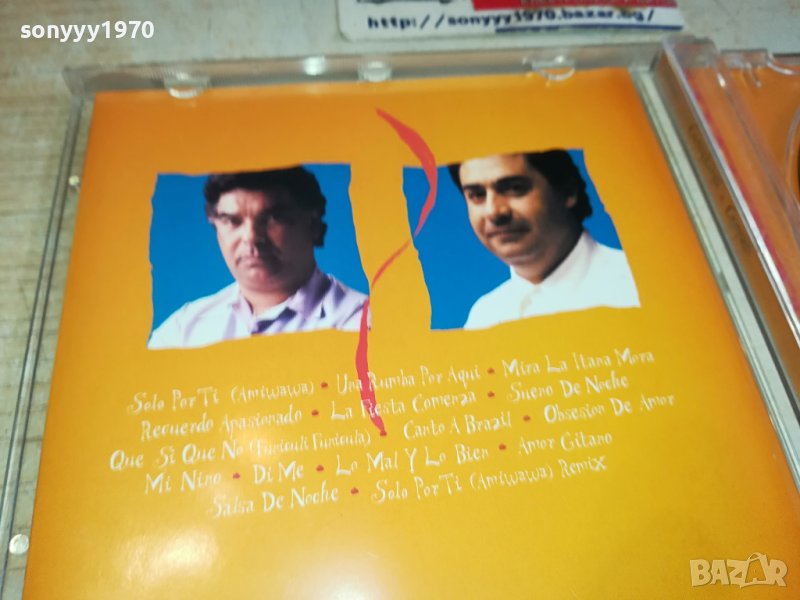 sonyyy1970
http://sonyyy1970.bazar.bg/
Solo Por Ti (Amiwawa) • Una Rumba Por Aqui • Mira La Itana Mora
Recuerdo Apasionado • La Fiesta Comenza • Sueno De Noche
Que Si Que No (Funiculi Funicula) • Canto A Brazil • Obsesion De Amor
Mi Nino • Di Me • Lo Mal Y Lo Bien • Amor Gitano
Salsa De Noche • Solo Por Ti (Amiwawa) Remix
BAZAR